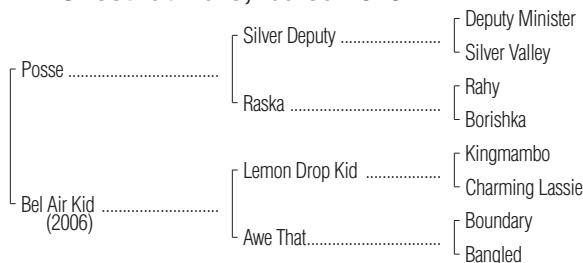 Deputy Minister
Silver Deputy ........................
Silver Valley
Posse ...................................
Rahy
Raska ...................................
Borishka
Kingmambo
Lemon Drop Kid .................
Charming Lassie
Bel Air Kid ...........................
(2006)
Boundary
Awe That..............................
Bangled